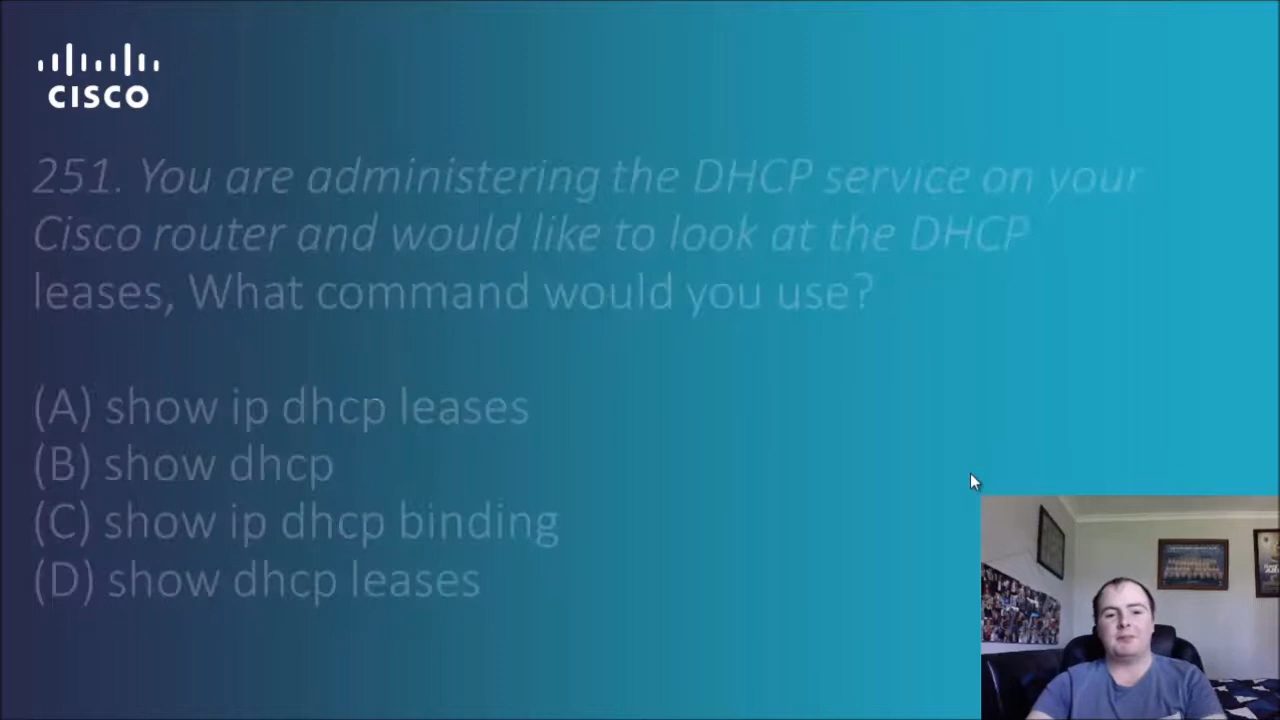 CISCO
251. You are administering the DHCP service on your
Cisco router and would like to look at the DHCP
leases, What command would you use?
(A) show ip dhcp leases
(B) show dhcp
(C) show ip dhcp binding
(D) show dhcp leases